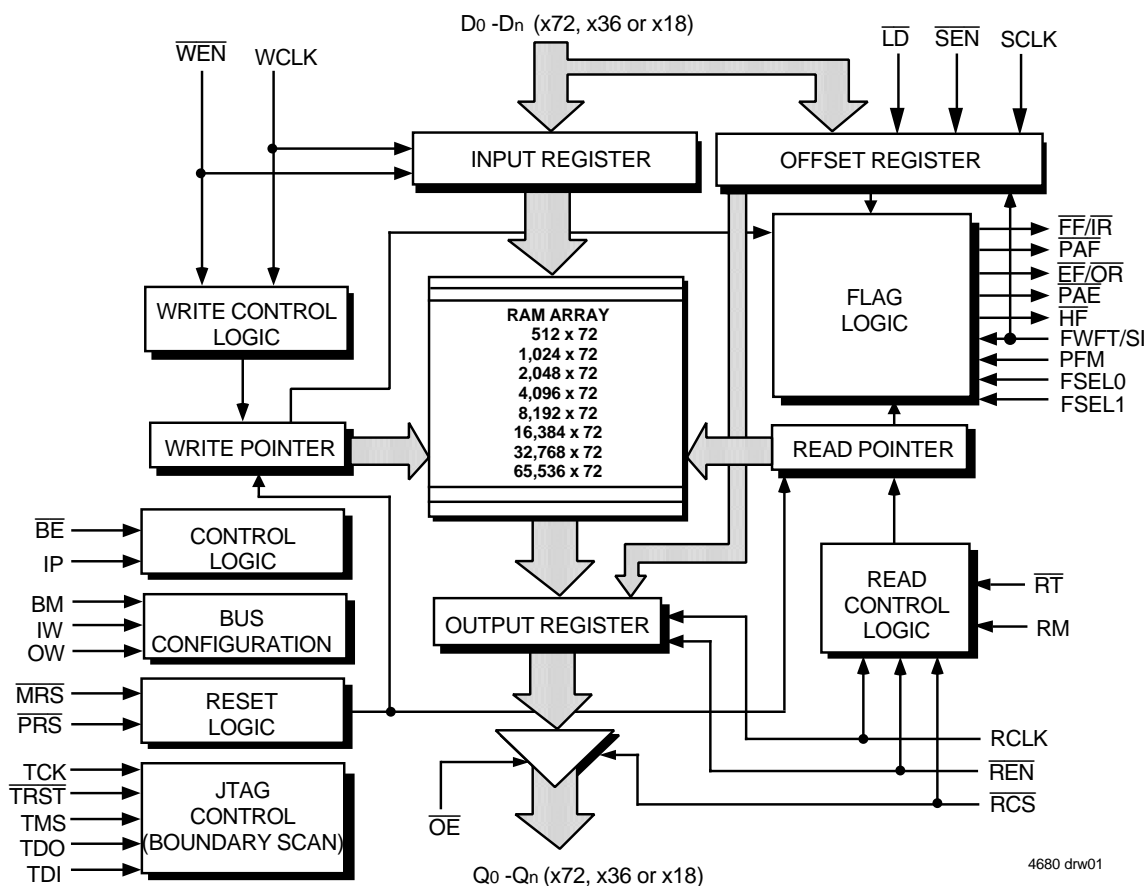 D0 -Dn (x72, x36 or x18)
WEN
WCLK
LD
SEN
SCLK
INPUT REGISTER
OFFSET REGISTER
FF/IR
PAF
EF/OR
PAE
HF
FWFT/SI
PFM
FSEL0
FSEL1
FLAG
LOGIC
WRITE CONTROL
LOGIC
RAM ARRAY
512 x 72
1,024 x 72
2,048 x 72
4,096 x 72
8,192 x 72
16,384 x 72
32,768 x 72
65,536 x 72
WRITE POINTER
READ POINTER
BE
IP
CONTROL
LOGIC
BM
IW
OW
BUS
CONFIGURATION
READ
CONTROL
LOGIC
RT
RM
OUTPUT REGISTER
MRS
PRS
RESET
LOGIC
RCLK
REN
RCS
TCK
TRST
TMS
TDO
TDI
JTAG
CONTROL
(BOUNDARY SCAN)
OE
Q0 -Qn (x72, x36 or x18)
4680 drw01